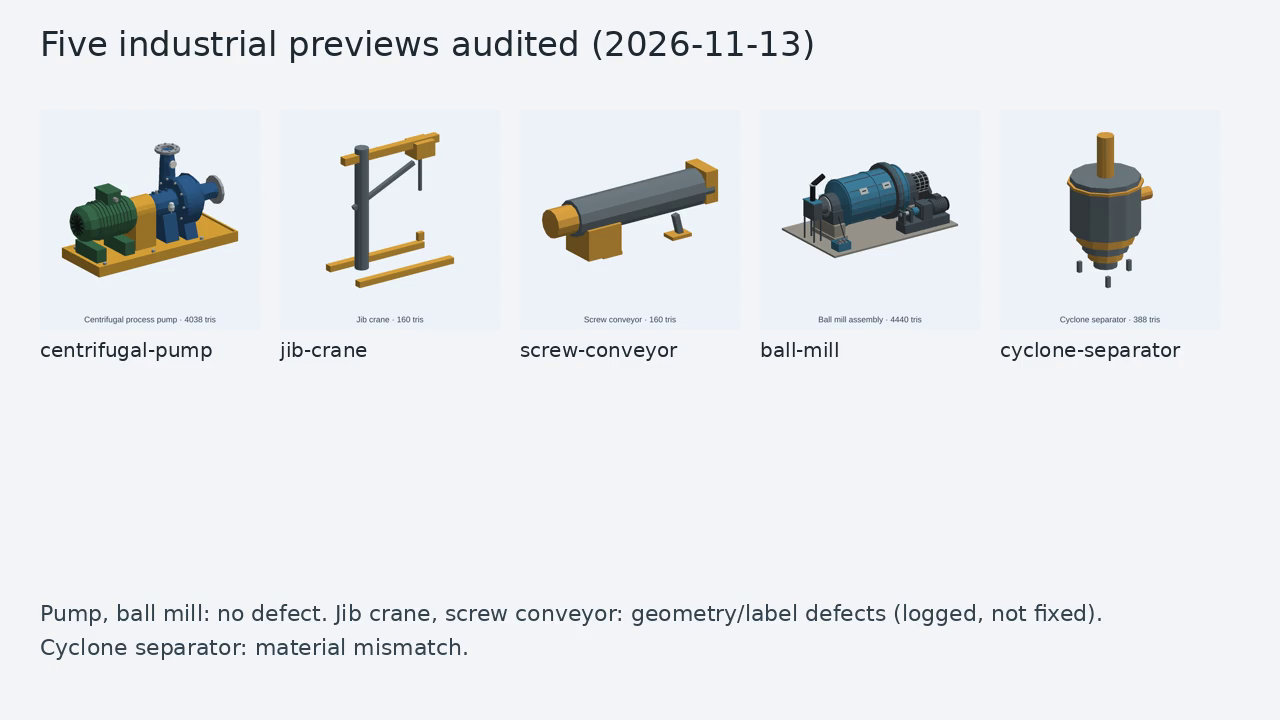 Five industrial previews audited (2026-11-13)
Centrifugal process pump · 4038 tris
Jib crane · 160 tris
Screw conveyor · 160 tris
Ball mill assembly · 4440 tris
Cyclone separator · 388 tris
centrifugal-pump
jib-crane
screw-conveyor
ball-mill
cyclone-separator
Pump, ball mill: no defect. Jib crane, screw conveyor: geometry/label defects (logged, not fixed).
Cyclone separator: material mismatch.